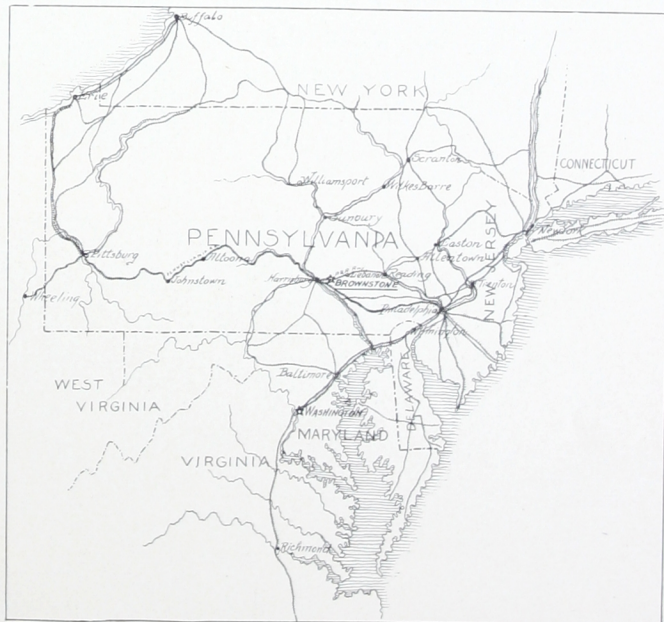 Buffalo
NEW YORK
Erie
Scranton
CONNECTICUT
Williamsport
Wilkes Barre
Sunbury
PENNSYLVANIA
NEW JERSEY
New York
Easton
Allentown
Pittsburg
Altoona
Johnstown
Lebanon
Reading
BROWNSTONE
Trenton
Wheeling
Philadelphia
Wilmington
Baltimore
DELAWARE
WEST
VIRGINIA
WASHINGTON
MARYLAND
VIRGINIA
Richmond